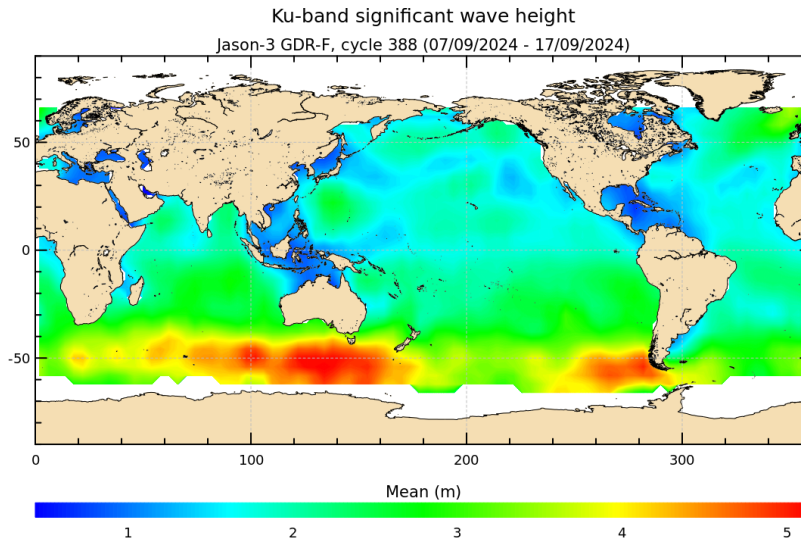 Ku-band significant wave height
Jason-3 GDR-F, cycle 388 (07/09/2024 - 17/09/2024)
50
0
-50
0 100 200 300
Mean (m)
1 2 3 4 5